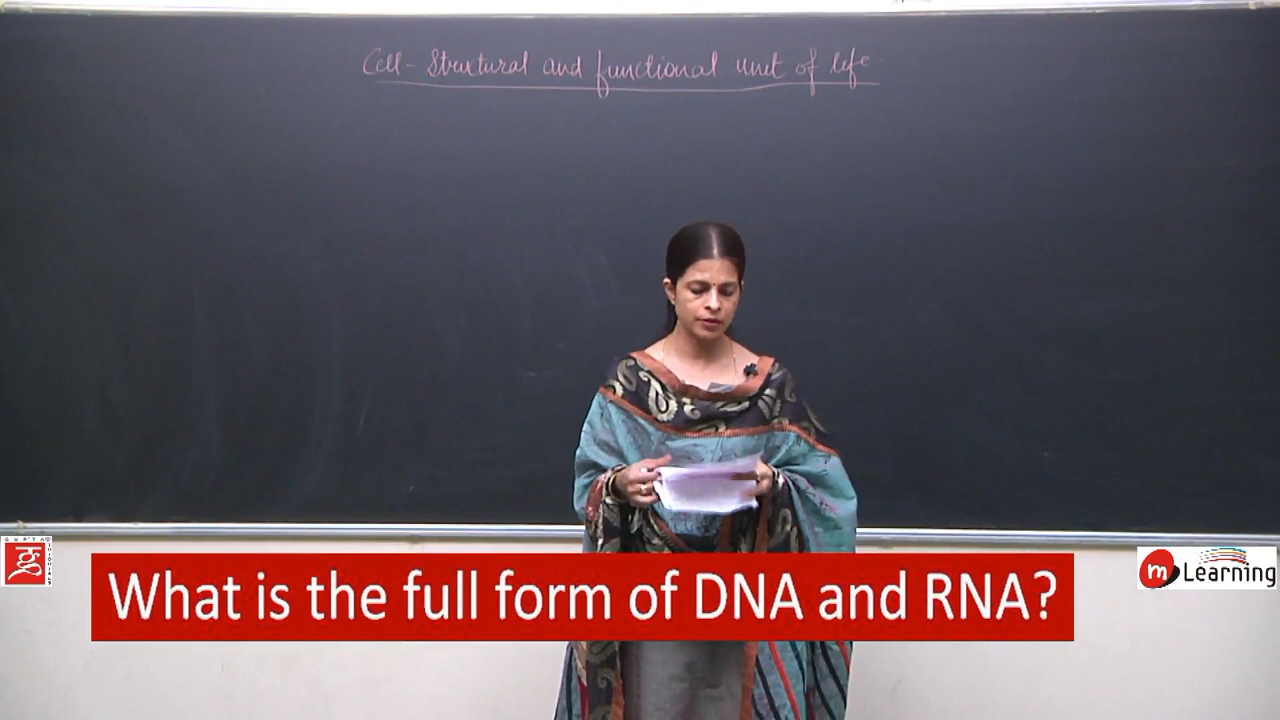 Cell - Structural and functional unit of life
What is the full form of DNA and RNA?
m Learning